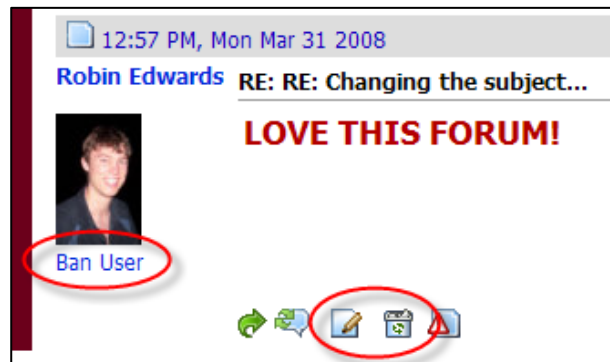 12:57 PM, Mon Mar 31 2008
Robin Edwards
RE: RE: Changing the subject...
LOVE THIS FORUM!
Ban User